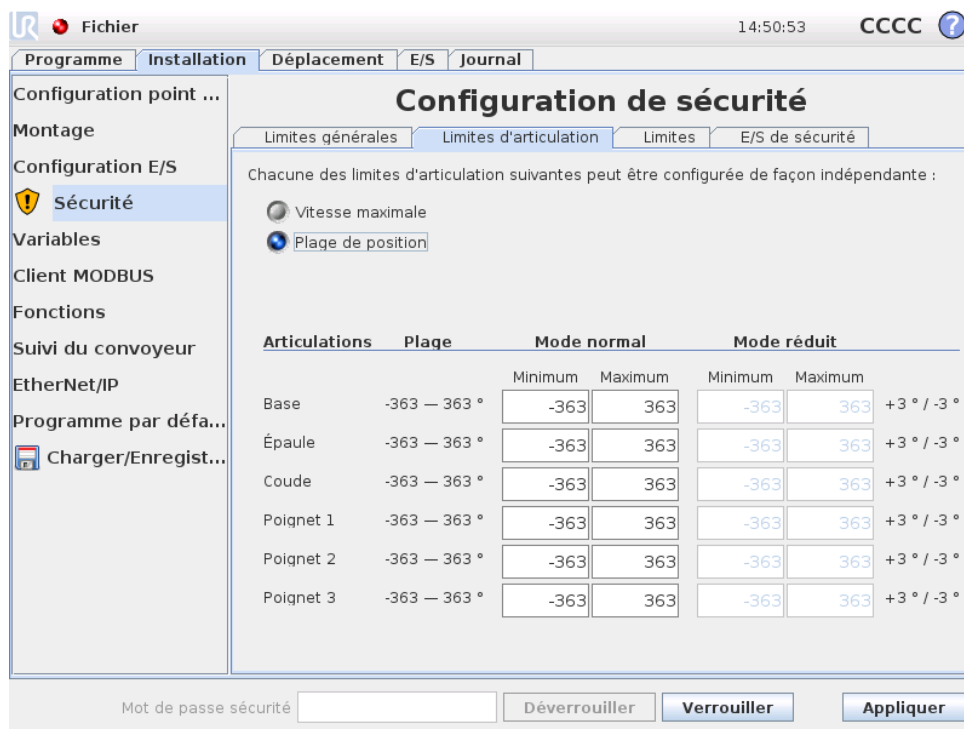 UR Fichier 14:50:53 CCCC ?
Programme Installation Déplacement E/S Journal
Configuration point ...
Montage
Configuration E/S
Sécurité
Variables
Client MODBUS
Fonctions
Suivi du convoyeur
EtherNet/IP
Programme par défa...
Charger/Enregist...
Configuration de sécurité
Limites générales Limites d'articulation Limites E/S de sécurité
Chacune des limites d'articulation suivantes peut être configurée de façon indépendante :
Vitesse maximale
Plage de position
Articulations Plage Mode normal Mode réduit
Minimum Maximum Minimum Maximum
Base -363 — 363 ° -363 363 -363 363 +3 ° / -3 °
Épaule -363 — 363 ° -363 363 -363 363 +3 ° / -3 °
Coude -363 — 363 ° -363 363 -363 363 +3 ° / -3 °
Poignet 1 -363 — 363 ° -363 363 -363 363 +3 ° / -3 °
Poignet 2 -363 — 363 ° -363 363 -363 363 +3 ° / -3 °
Poignet 3 -363 — 363 ° -363 363 -363 363 +3 ° / -3 °
Mot de passe sécurité Déverrouiller Verrouiller Appliquer